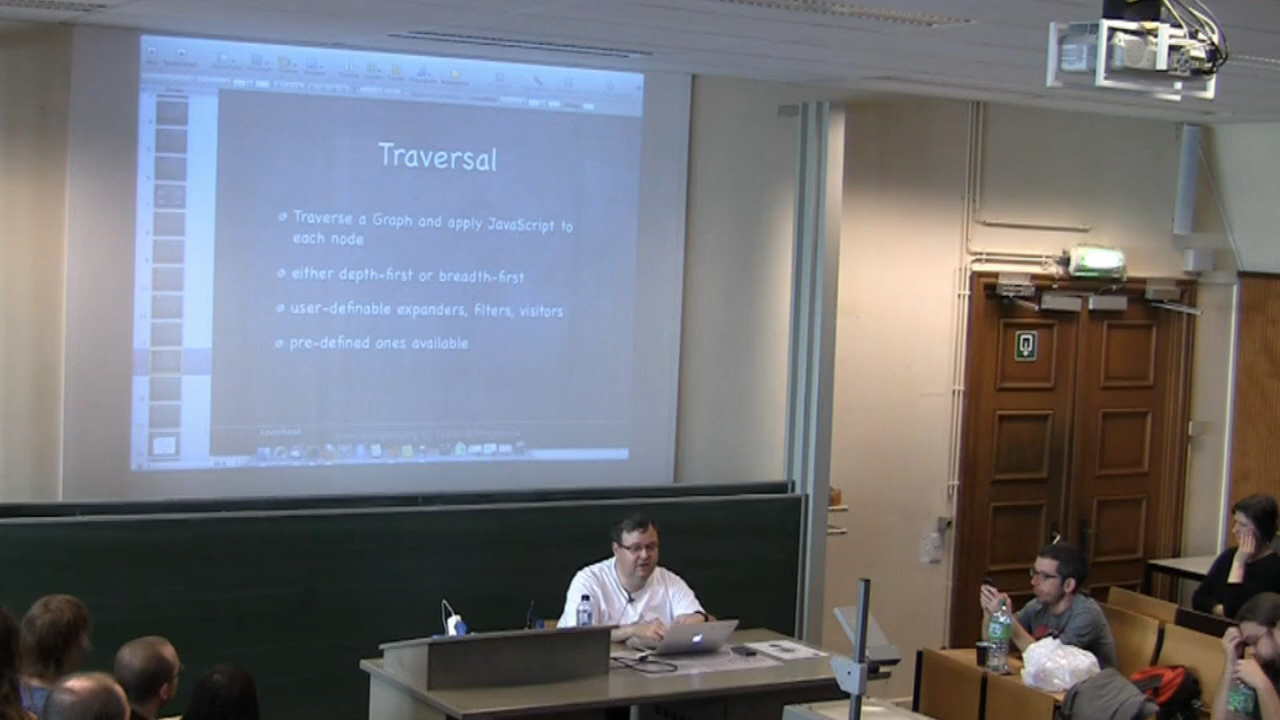 Traversal
Traverse a Graph and apply JavaScript to
each node
either depth-first or breadth-first
user-definable expanders, filters, visitors
pre-defined ones available